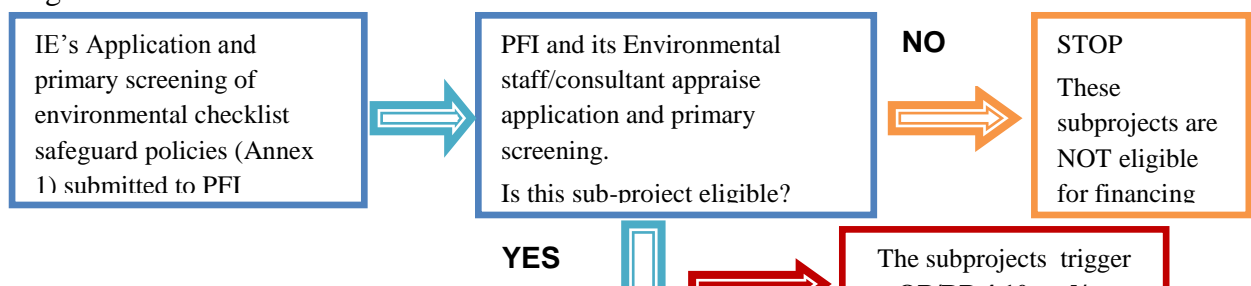 IE's Application and
primary screening of
environmental checklist
safeguard policies (Annex
1) submitted to PFI
PFI and its Environmental
staff/consultant appraise
application and primary
screening.
Is this sub-project eligible?
NO
STOP
These
subprojects are
NOT eligible
for financing
YES
The subprojects trigger